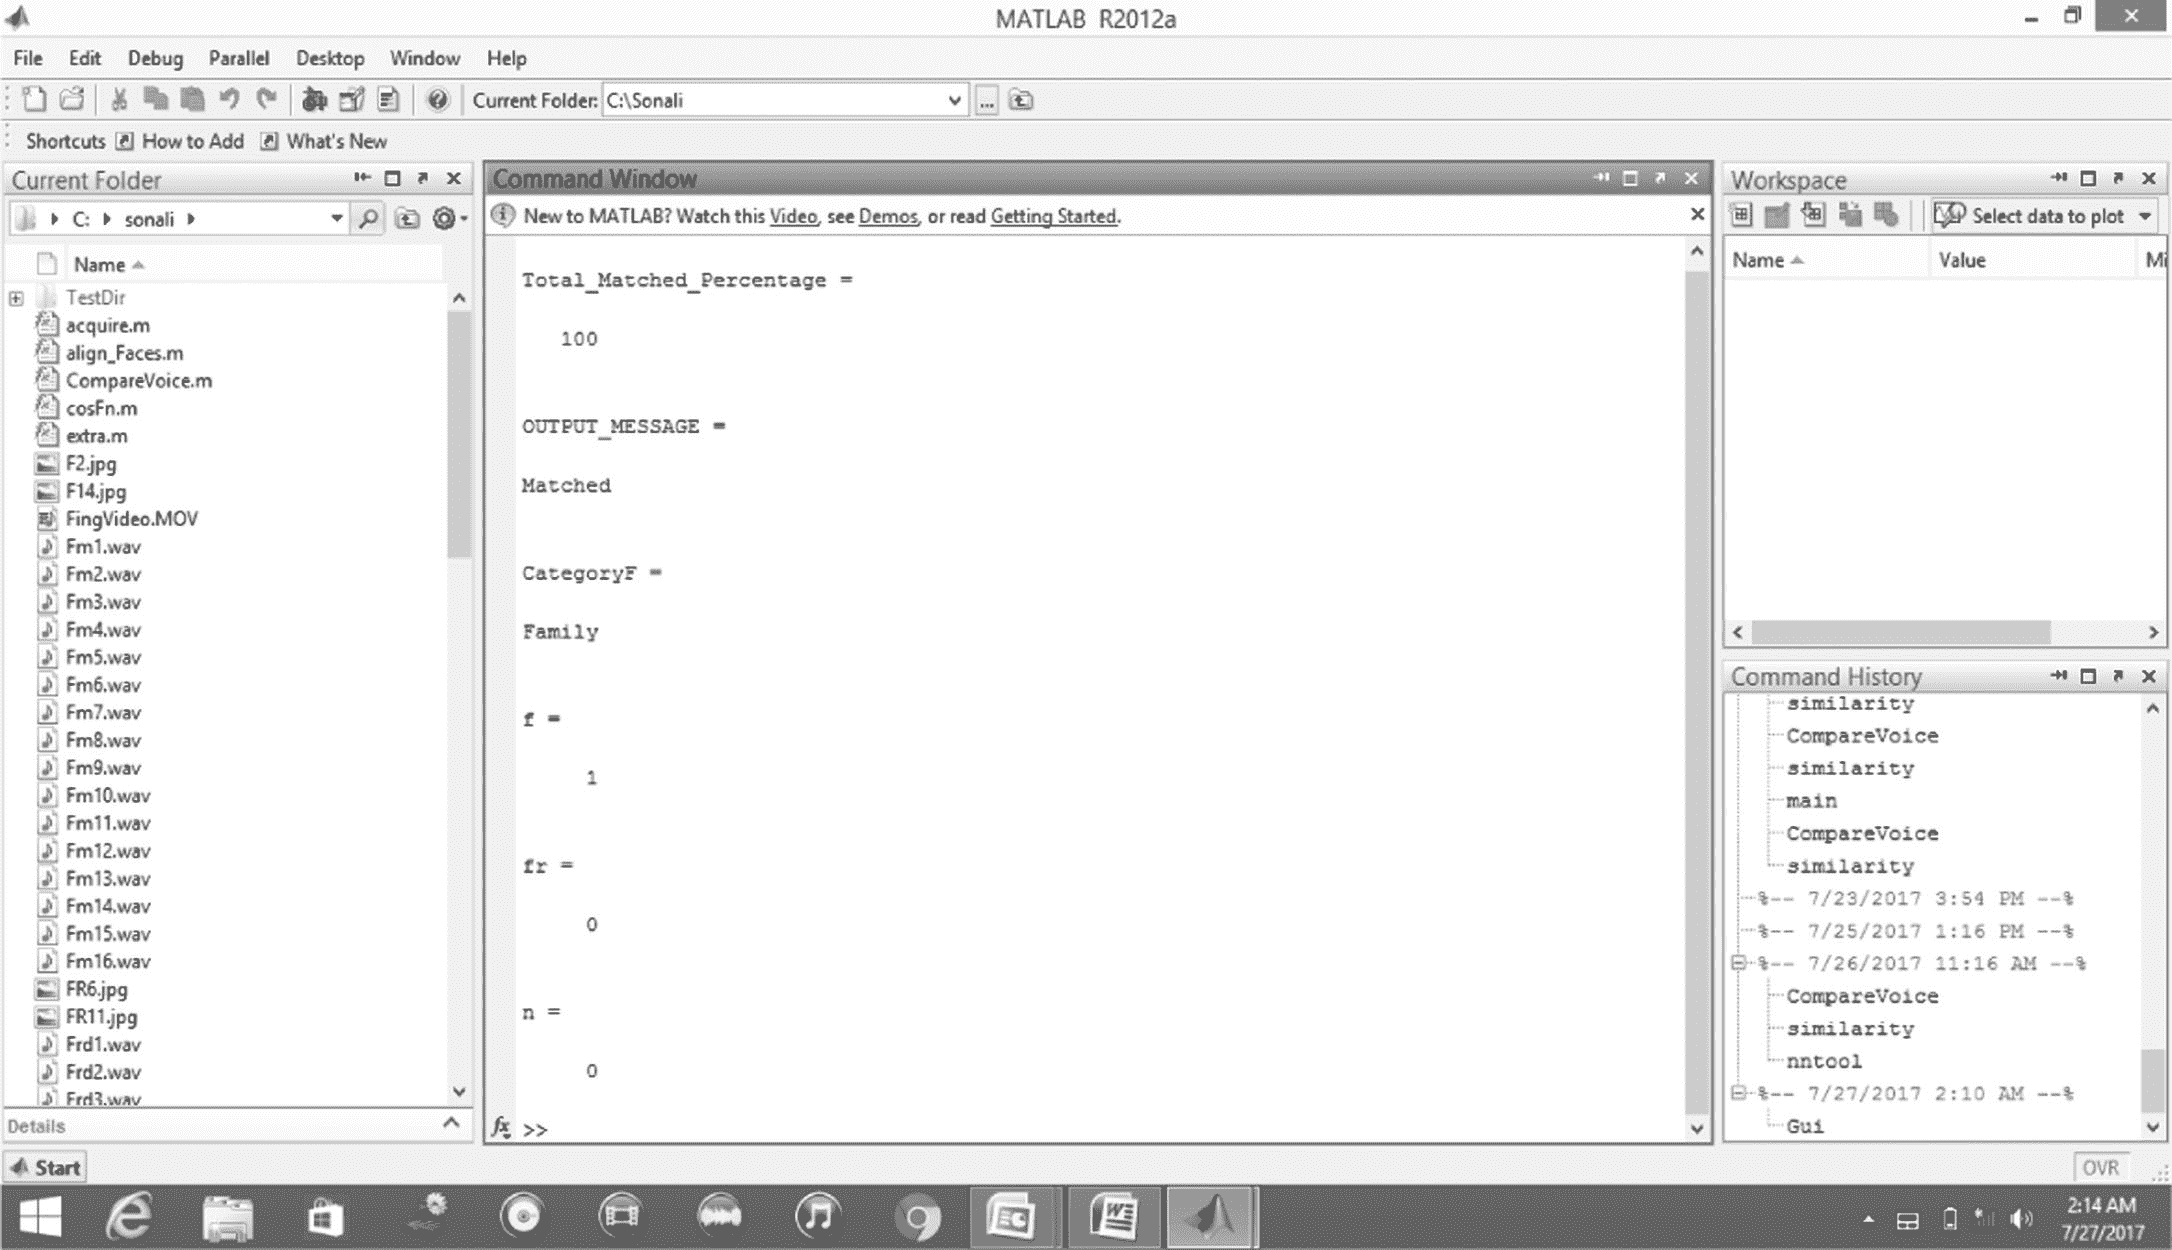 MATLAB R2012a
File Edit Debug Parallel Desktop Window Help
Current Folder: C:\Sonali ...
Shortcuts How to Add What's New
Current Folder
C: sonali
Name
TestDir
acquire.m
align_Faces.m
CompareVoice.m
cosFn.m
extra.m
F2.jpg
F14.jpg
FingVideo.MOV
Fm1.wav
Fm2.wav
Fm3.wav
Fm4.wav
Fm5.wav
Fm6.wav
Fm7.wav
Fm8.wav
Fm9.wav
Fm10.wav
Fm11.wav
Fm12.wav
Fm13.wav
Fm14.wav
Fm15.wav
Fm16.wav
FR6.jpg
FR11.jpg
Frd1.wav
Frd2.wav
Frd3.wav
Details
Command Window
New to MATLAB? Watch this Video, see Demos, or read Getting Started.
Total_Matched_Percentage =
100
OUTPUT_MESSAGE =
Matched
CategoryF =
Family
f =
1
fr =
0
n =
0
fx >>
Workspace
Select data to plot
Name Value Mi
Command History
similarity
CompareVoice
similarity
main
CompareVoice
similarity
%-- 7/23/2017 3:54 PM --%
%-- 7/25/2017 1:16 PM --%
%-- 7/26/2017 11:16 AM --%
CompareVoice
similarity
nntool
%-- 7/27/2017 2:10 AM --%
Gui
Start
OVR
2:14 AM
7/27/2017